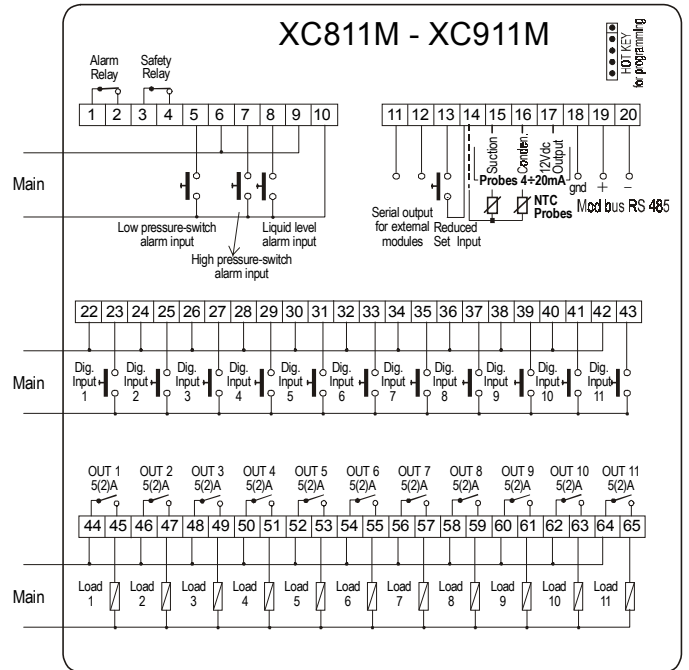 XC811M - XC911M
HOT KEY
for programming
Alarm
Relay
Safety
Relay
1 2 3 4 5 6 7 8 9 10
11 12 13 14 15 16 17 18 19 20
Suction
Conden.
12Vdc
Output
Probes 4÷20mA
NTC
Probes
gnd + -
Modbus RS 485
Main
Low pressure-switch
alarm input
High pressure-switch
alarm input
Liquid level
alarm input
Serial output
for external
modules
Reduced
Set Input
22 23 24 25 26 27 28 29 30 31 32 33 34 35 36 37 38 39 40 41 42 43
Main
Dig.
Input
1
Dig.
Input
2
Dig.
Input
3
Dig.
Input
4
Dig.
Input
5
Dig.
Input
6
Dig.
Input
7
Dig.
Input
8
Dig.
Input
9
Dig.
Input
10
Dig.
Input
11
OUT 1
5(2)A
OUT 2
5(2)A
OUT 3
5(2)A
OUT 4
5(2)A
OUT 5
5(2)A
OUT 6
5(2)A
OUT 7
5(2)A
OUT 8
5(2)A
OUT 9
5(2)A
OUT 10
5(2)A
OUT 11
5(2)A
44 45 46 47 48 49 50 51 52 53 54 55 56 57 58 59 60 61 62 63 64 65
Main
Load
1
Load
2
Load
3
Load
4
Load
5
Load
6
Load
7
Load
8
Load
9
Load
10
Load
11